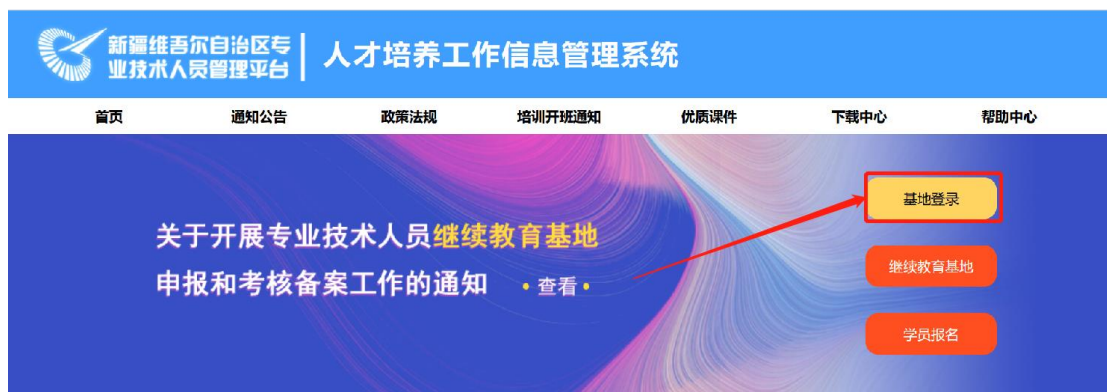 新疆维吾尔自治区专
业技术人员管理平台
人才培养工作信息管理系统
首页 通知公告 政策法规 培训开班通知 优质课件 下载中心 帮助中心
基地登录
关于开展专业技术人员继续教育基地
申报和考核备案工作的通知 •查看•
继续教育基地
学员报名